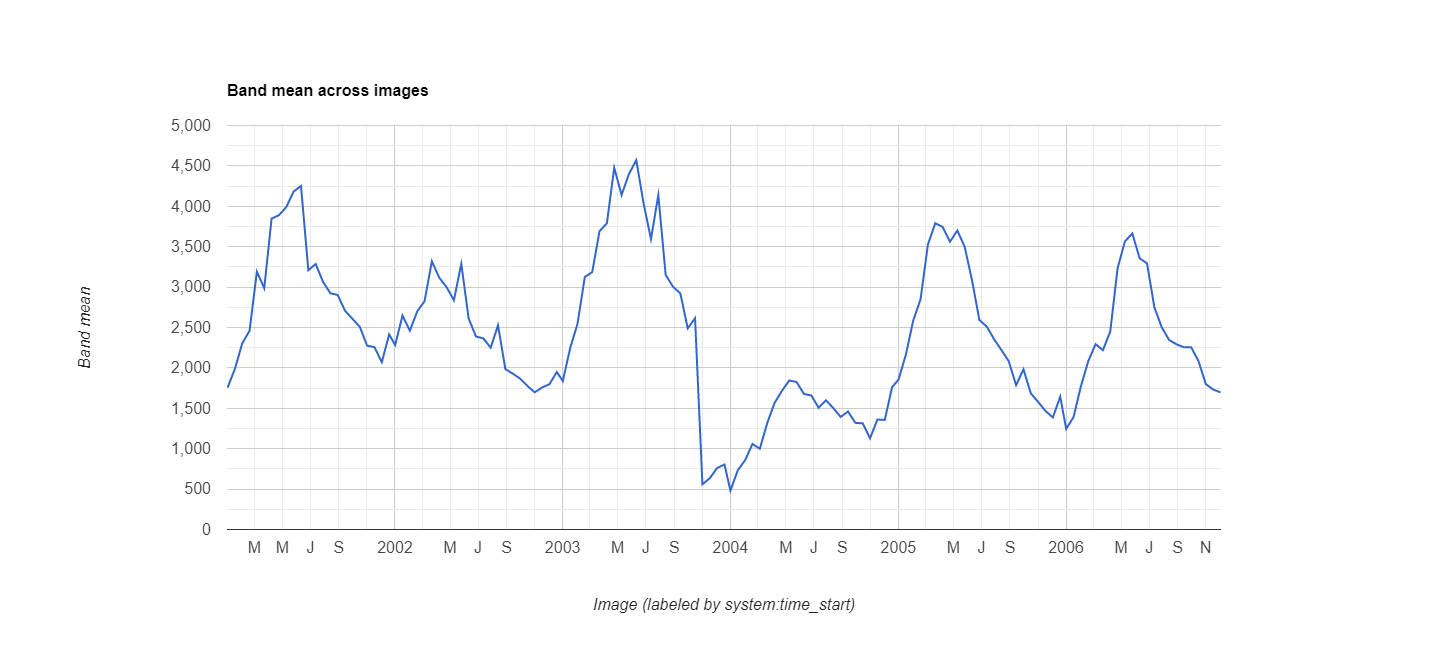 Band mean across images
5,000
4,500
4,000
3,500
3,000
2,500
2,000
1,500
1,000
500
0
Band mean
M M J S 2002 M J S 2003 M J S 2004 M J S 2005 M J S 2006 M J S N
Image (labeled by system:time_start)